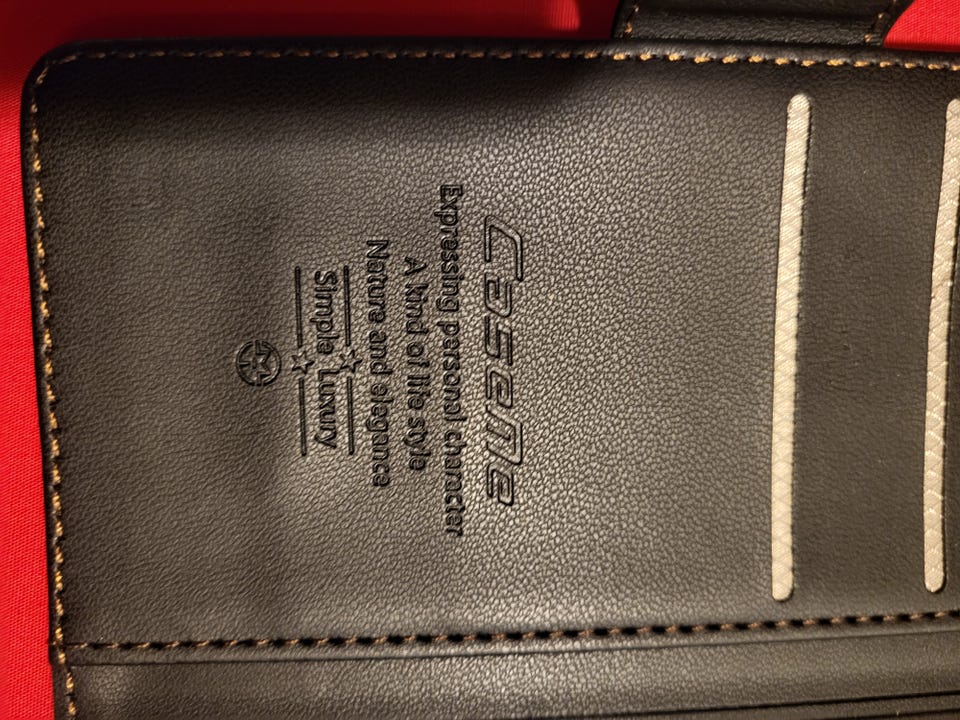 CaseMe
Expressing personal character
A kind of life style
Nature and elegance
Simple Luxury